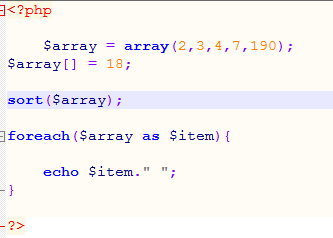 <?php
$array = array(2,3,4,7,190);
$array[] = 18;
sort($array);
foreach($array as $item){
echo $item." ";
}
?>